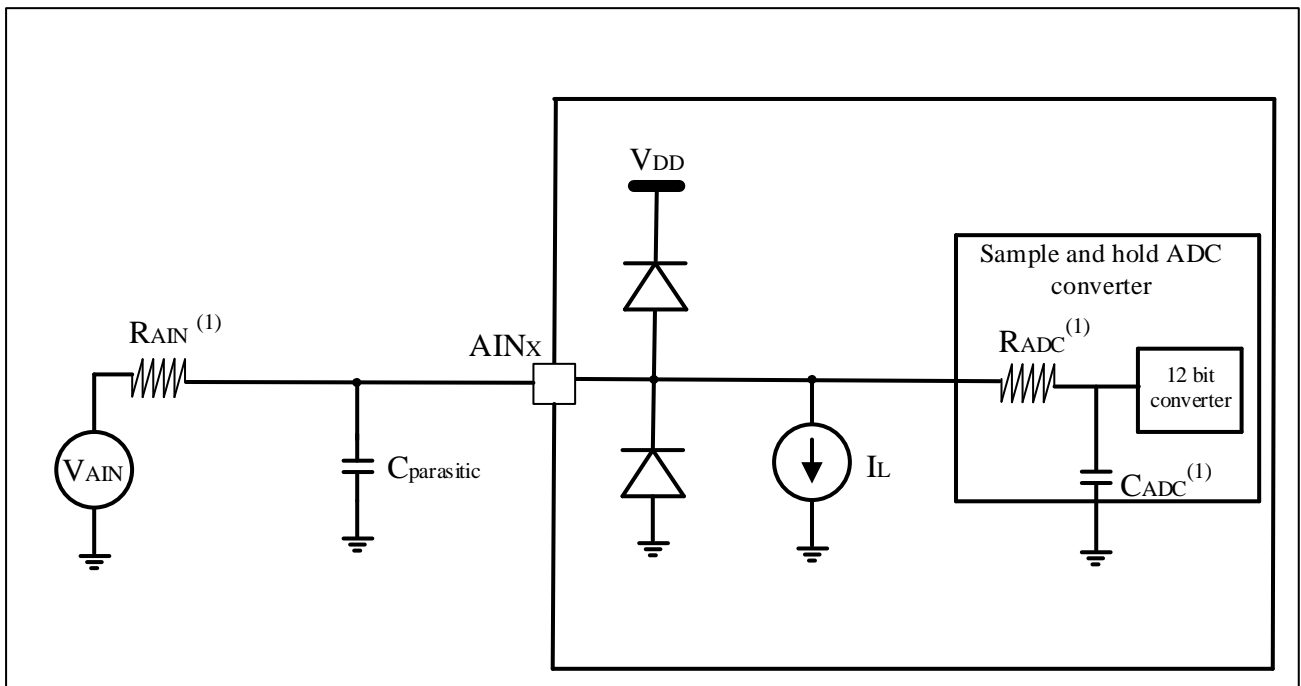 VDD
Sample and hold ADC
converter
RAIN (1)
AINX
RADC(1)
12 bit
converter
VAIN
Cparasitic
IL
CADC(1)